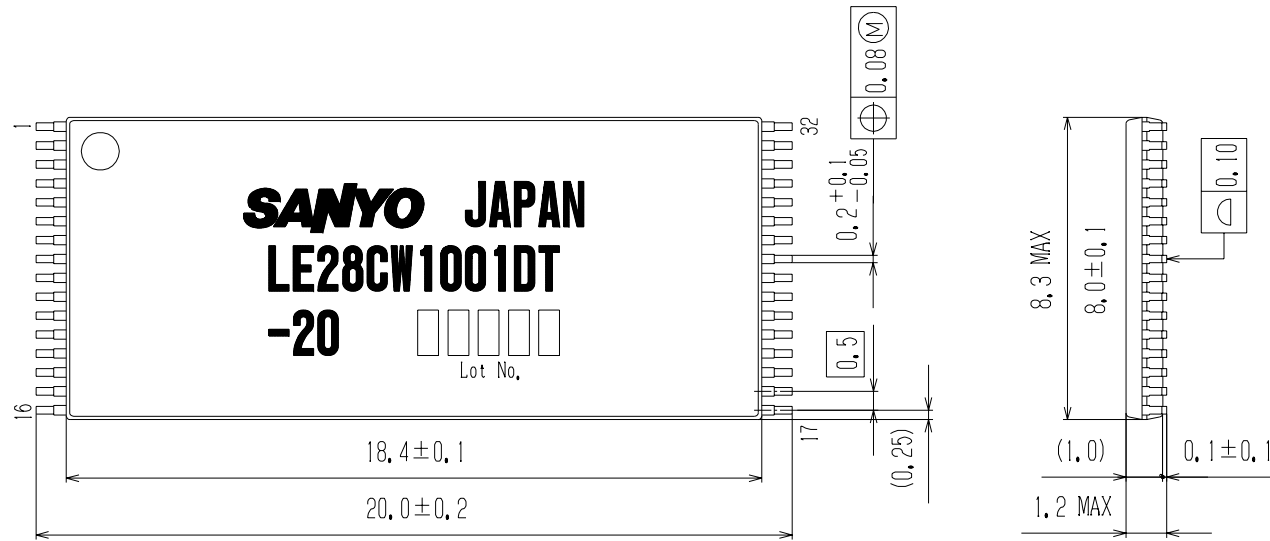 1
32
SANYO JAPAN
LE28CW1001DT
-20
Lot No.
16
17
0.08 M
0.2 +0.1 -0.05
0.5
(0.25)
18.4±0.1
20.0±0.2
0.10
8.3 MAX
8.0±0.1
(1.0)
0.1±0.1
1.2 MAX